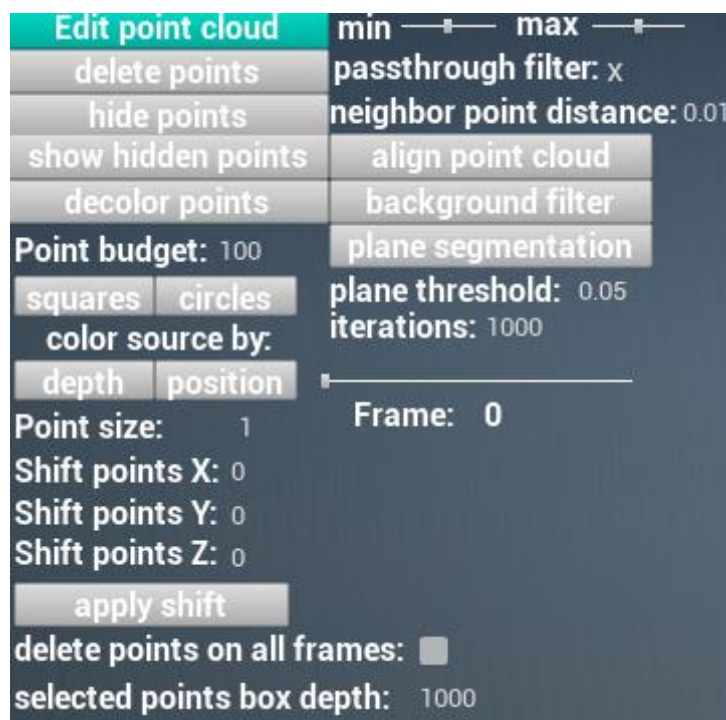 Edit point cloud
delete points
hide points
show hidden points
decolor points
Point budget: 100
squares circles
color source by:
depth position
Point size: 1
Shift points X: 0
Shift points Y: 0
Shift points Z: 0
apply shift
delete points on all frames:
selected points box depth: 1000
min max
passthrough filter: x
neighbor point distance: 0.01
align point cloud
background filter
plane segmentation
plane threshold: 0.05
iterations: 1000
Frame: 0